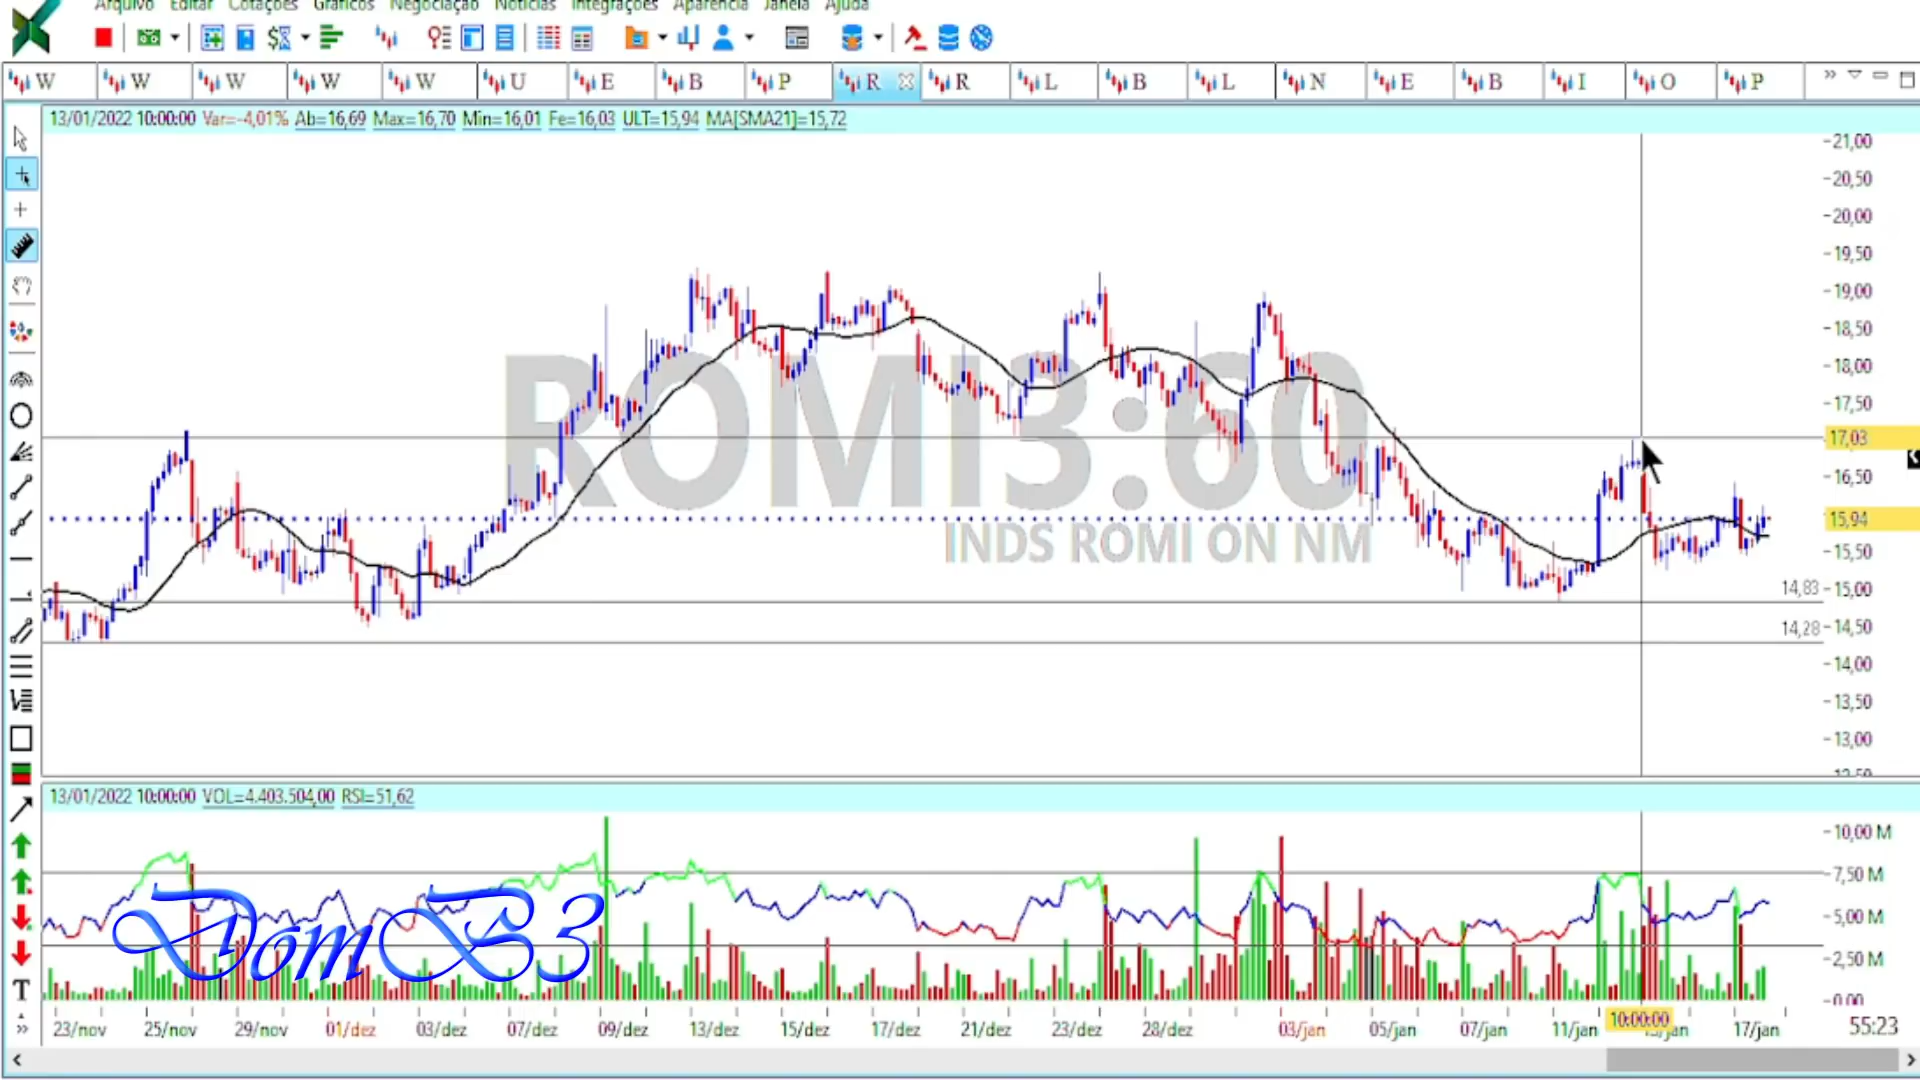 Arquivo Editar Cotações Gráficos Negociação Notícias Integrações Aparência Janela Ajuda
W W W W W U E B P R R L B L N E B I O P
13/01/2022 10:00:00 Var=-4,01% Ab=16,69 Max=16,70 Min=16,01 Fe=16,03 ULT=15,94 MA[SMA21]=15,72
21,00
20,50
20,00
19,50
19,00
18,50
18,00
17,50
17,03
16,50
15,94
15,50
14,83
15,00
14,28
14,50
14,00
13,50
13,00
12,50
ROMI3:60
INDS ROMI ON NM
13/01/2022 10:00:00 VOL=4.403.504,00 RSI=51,62
10,00 M
7,50 M
5,00 M
2,50 M
0,00
DomB3
T
23/nov 25/nov 29/nov 01/dez 03/dez 07/dez 09/dez 13/dez 15/dez 17/dez 21/dez 23/dez 28/dez 03/jan 05/jan 07/jan 11/jan 10:00:00 13/jan 17/jan 55:23